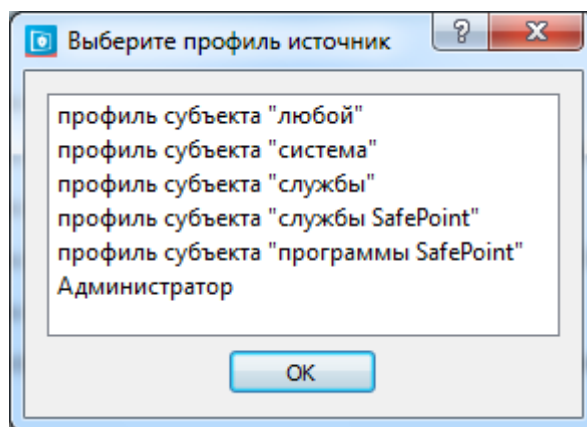 Выберите профиль источник
профиль субъекта "любой"
профиль субъекта "система"
профиль субъекта "службы"
профиль субъекта "службы SafePoint"
профиль субъекта "программы SafePoint"
Администратор
OK